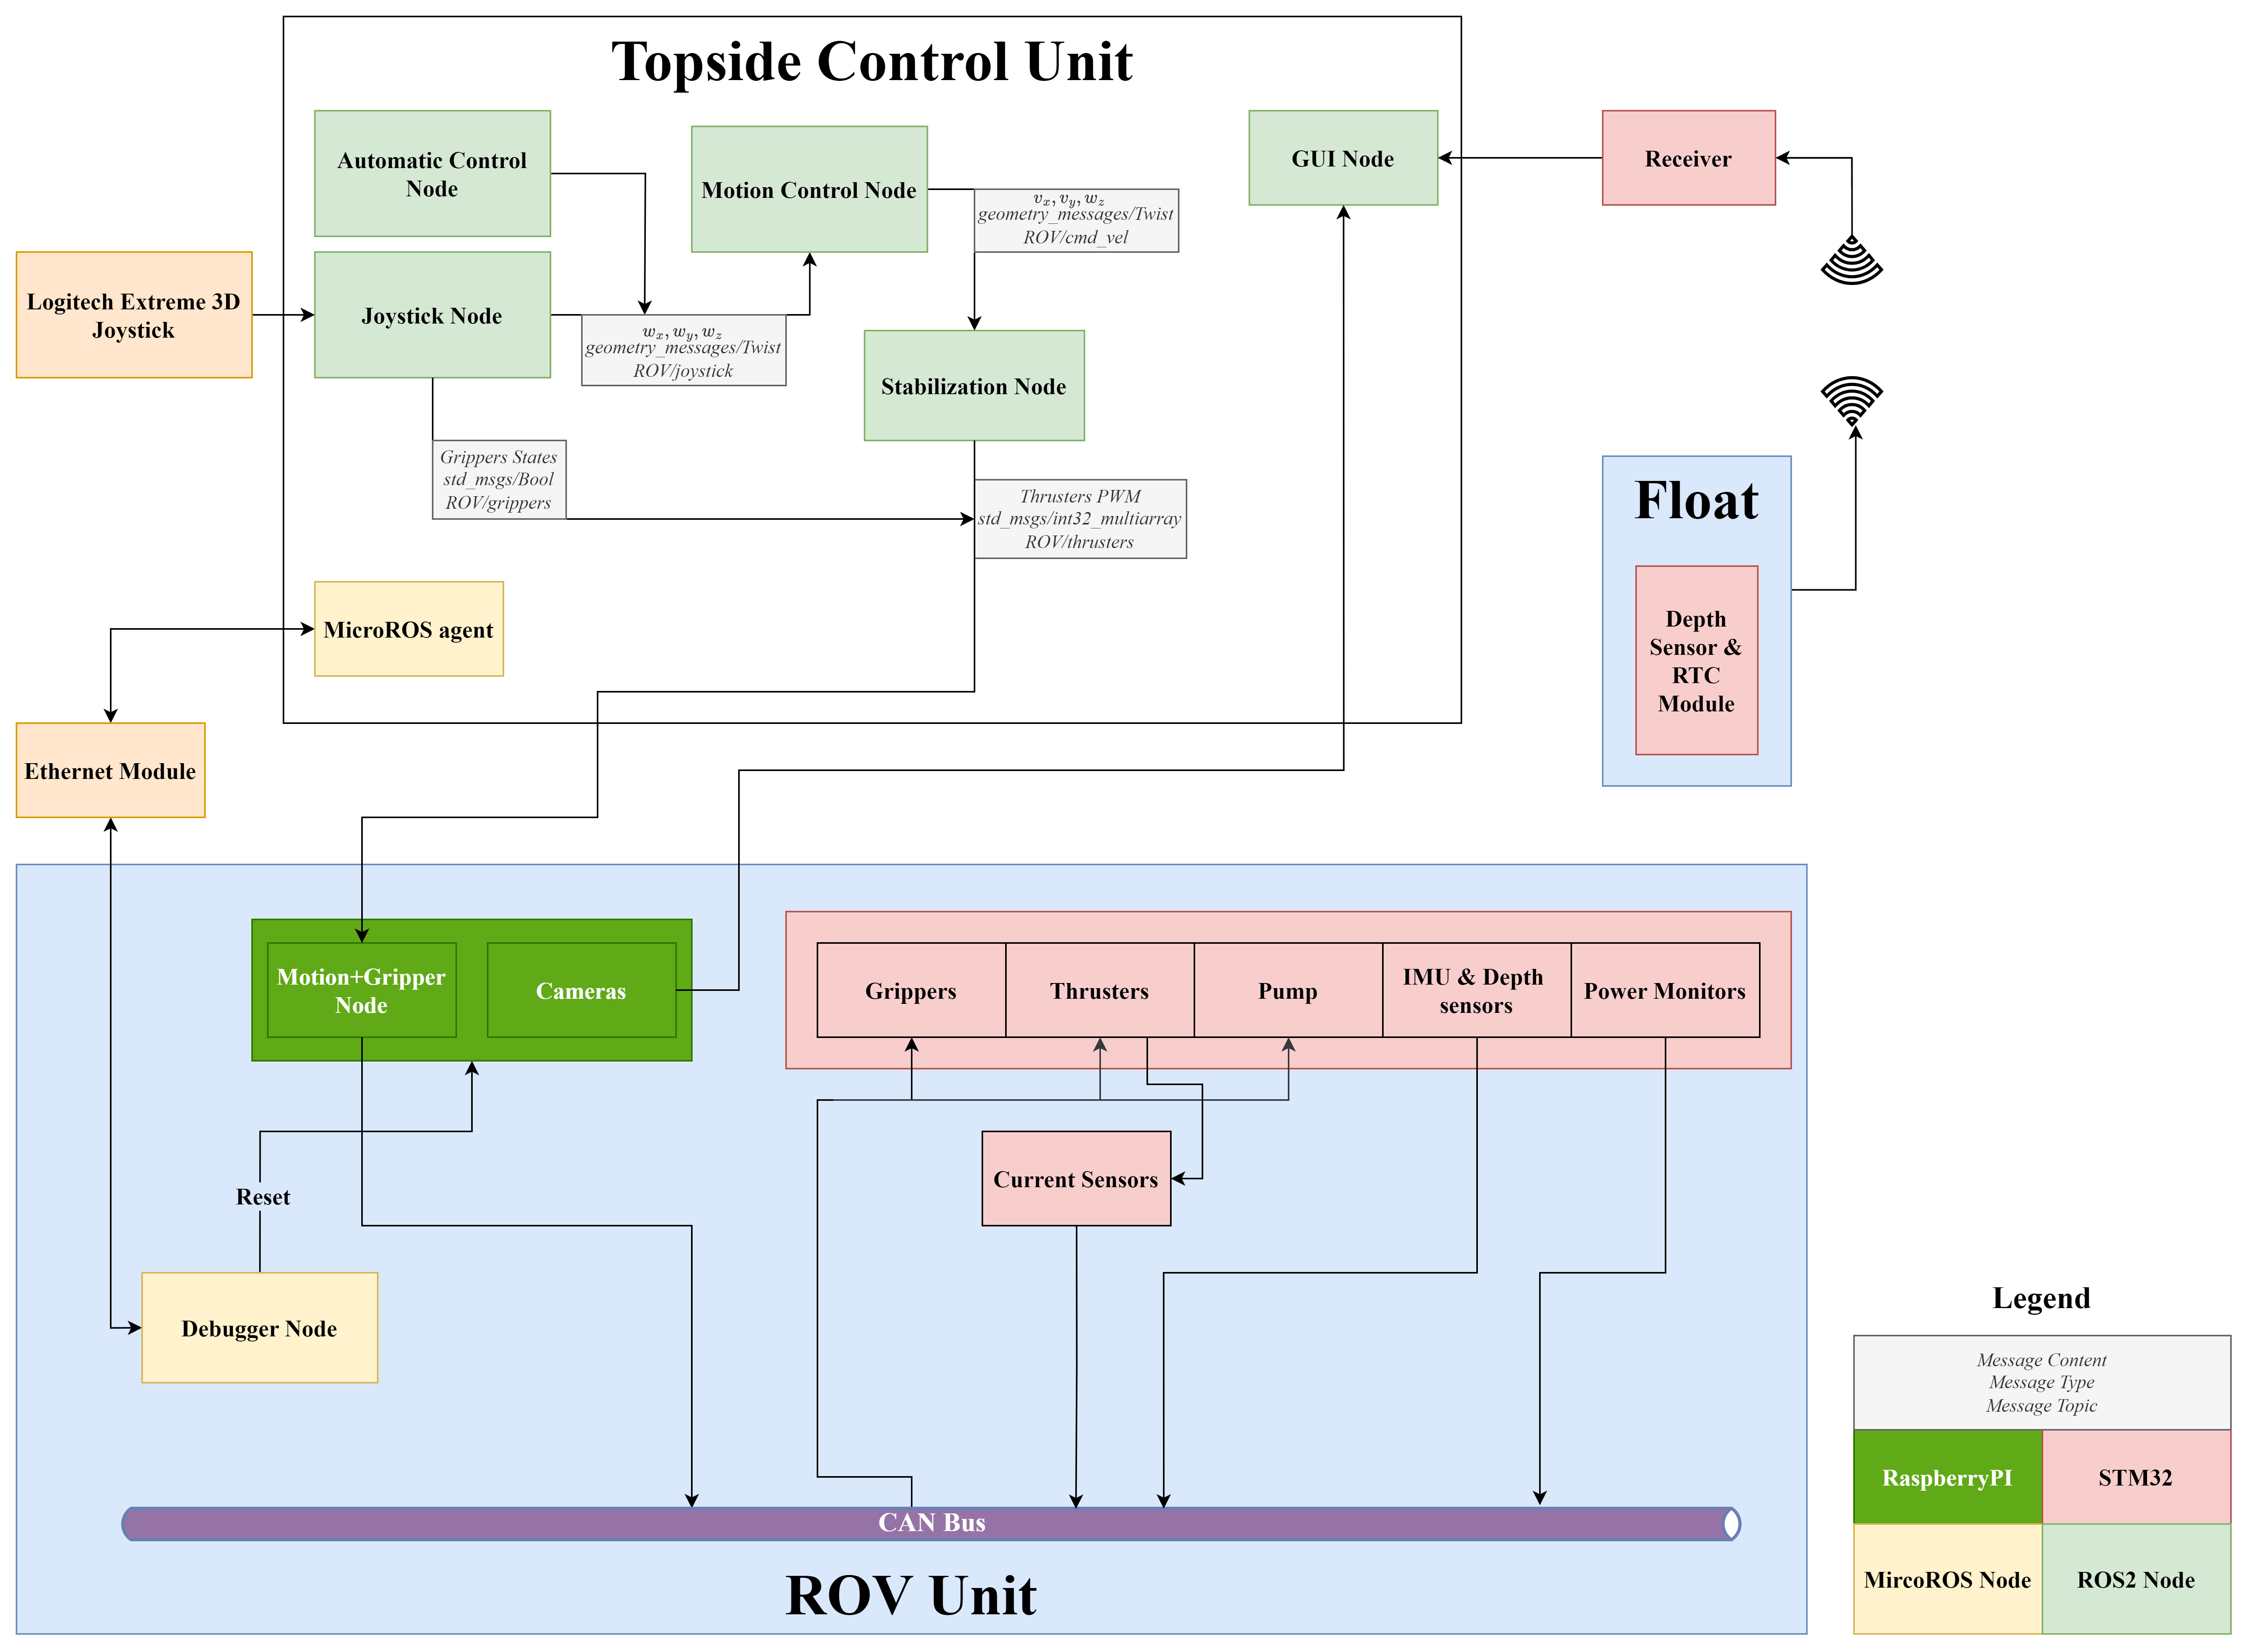 Topside Control Unit
Automatic Control
Node
Motion Control Node
$v_x, v_y, w_z$
geometry_messages/Twist
ROV/cmd_vel
GUI Node
Receiver
Logitech Extreme 3D
Joystick
Joystick Node
$w_x, w_y, w_z$
geometry_messages/Twist
ROV/joystick
Stabilization Node
Grippers States
std_msgs/Bool
ROV/grippers
Thrusters PWM
std_msgs/int32_multiarray
ROV/thrusters
Float
Depth
Sensor &
RTC
Module
MicroROS agent
Ethernet Module
Motion+Gripper
Node
Cameras
Grippers
Thrusters
Pump
IMU & Depth
sensors
Power Monitors
Current Sensors
Reset
Debugger Node
CAN Bus
ROV Unit
Legend
Message Content
Message Type
Message Topic
RaspberryPI
STM32
MircoROS Node
ROS2 Node